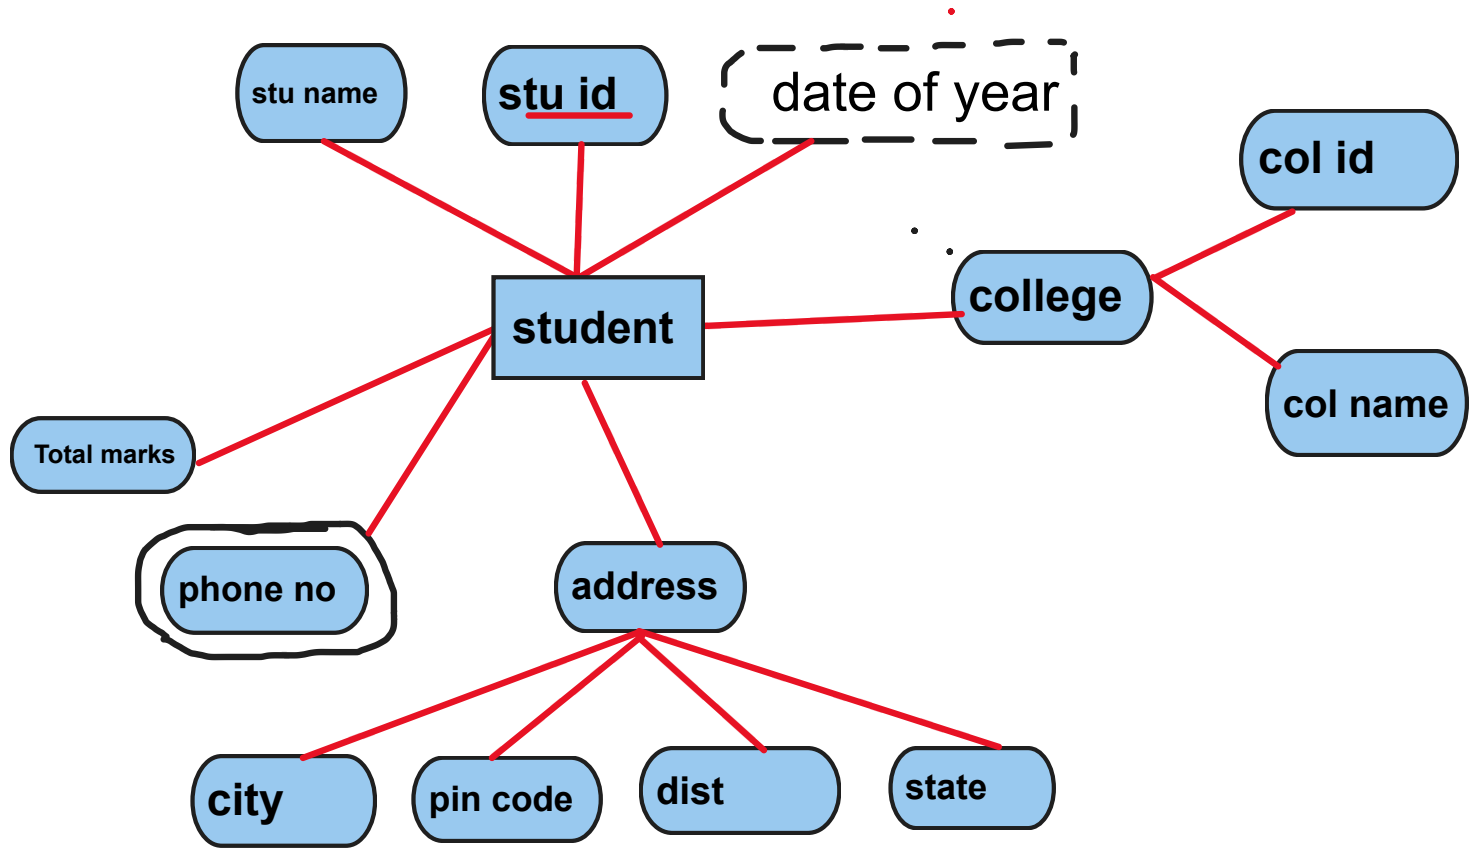 stu name
stu id
date of year
col id
student
college
col name
Total marks
phone no
address
city
pin code
dist
state